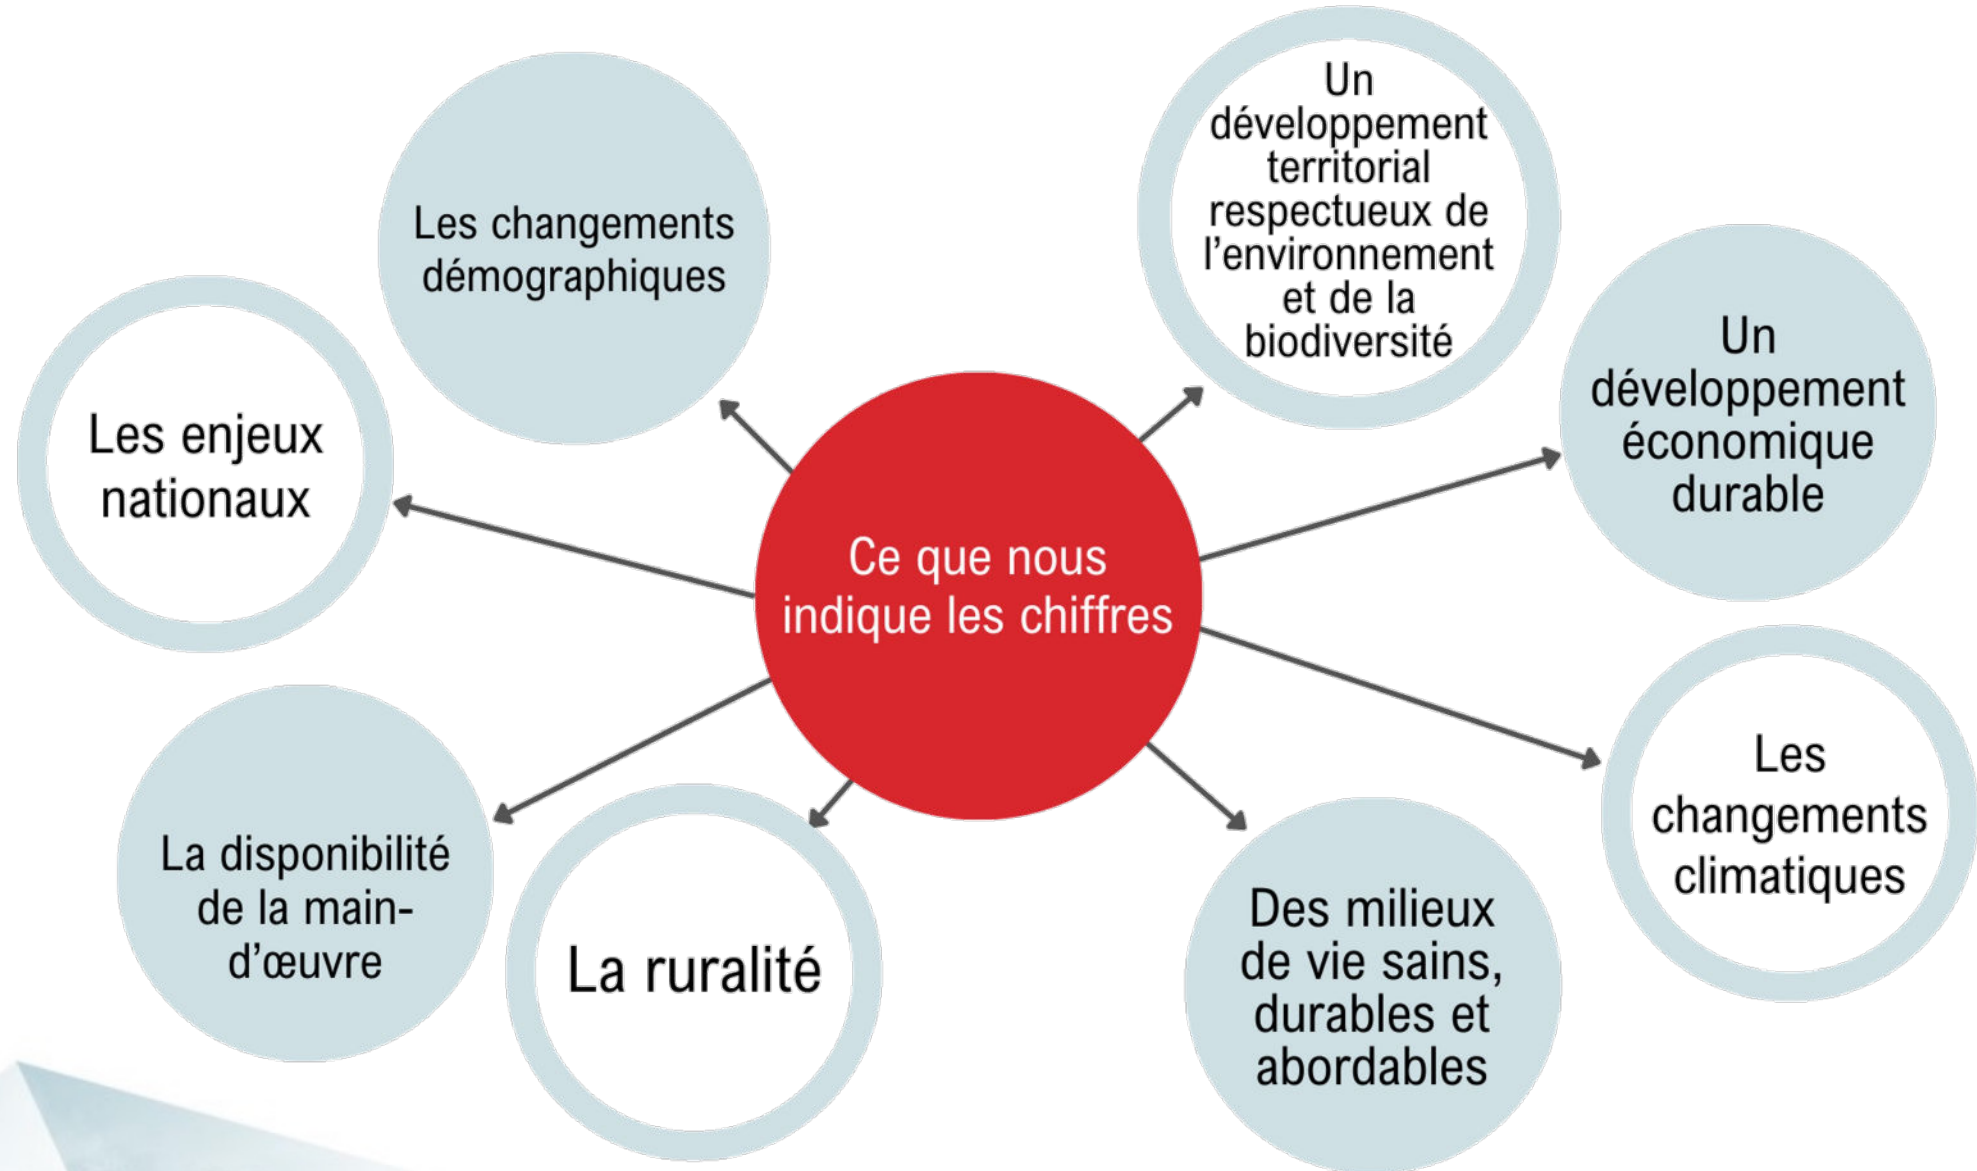 Les changements
démographiques
Un
développement
territorial
respectueux de
l'environnement
et de la
biodiversité
Un
développement
économique
durable
Les enjeux
nationaux
Ce que nous
indique les chiffres
Les
changements
climatiques
La disponibilité
de la main-
d'œuvre
La ruralité
Des milieux
de vie sains,
durables et
abordables